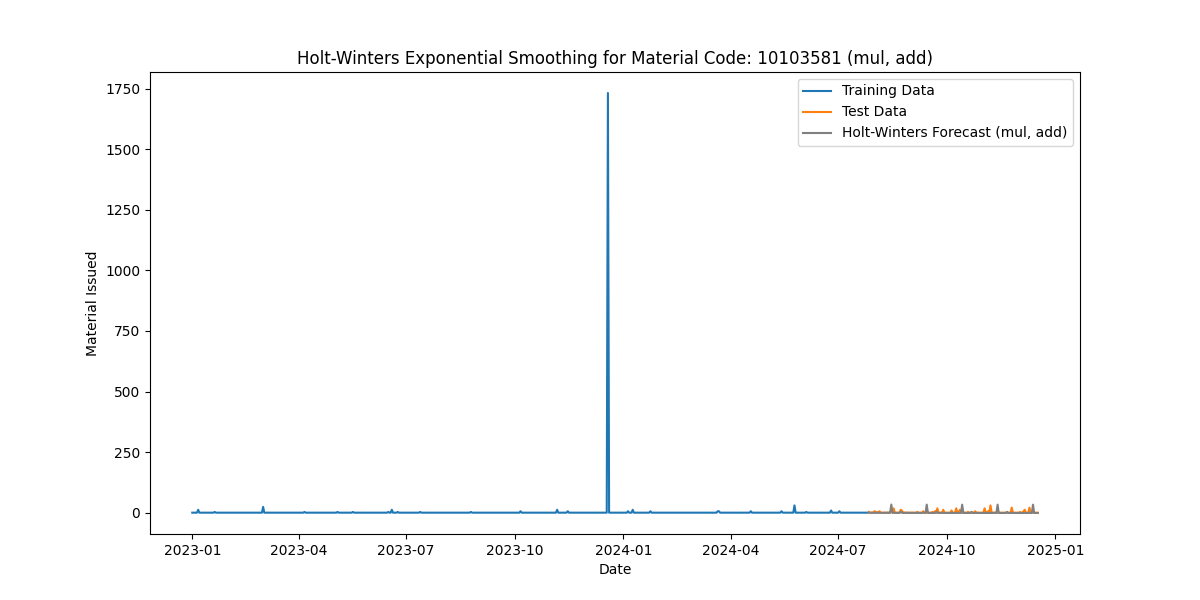 Holt-Winters Exponential Smoothing for Material Code: 10103581 (mul, add)
Training Data
Test Data
Holt-Winters Forecast (mul, add)
Material Issued
1750
1500
1250
1000
750
500
250
0
2023-01 2023-04 2023-07 2023-10 2024-01 2024-04 2024-07 2024-10 2025-01
Date